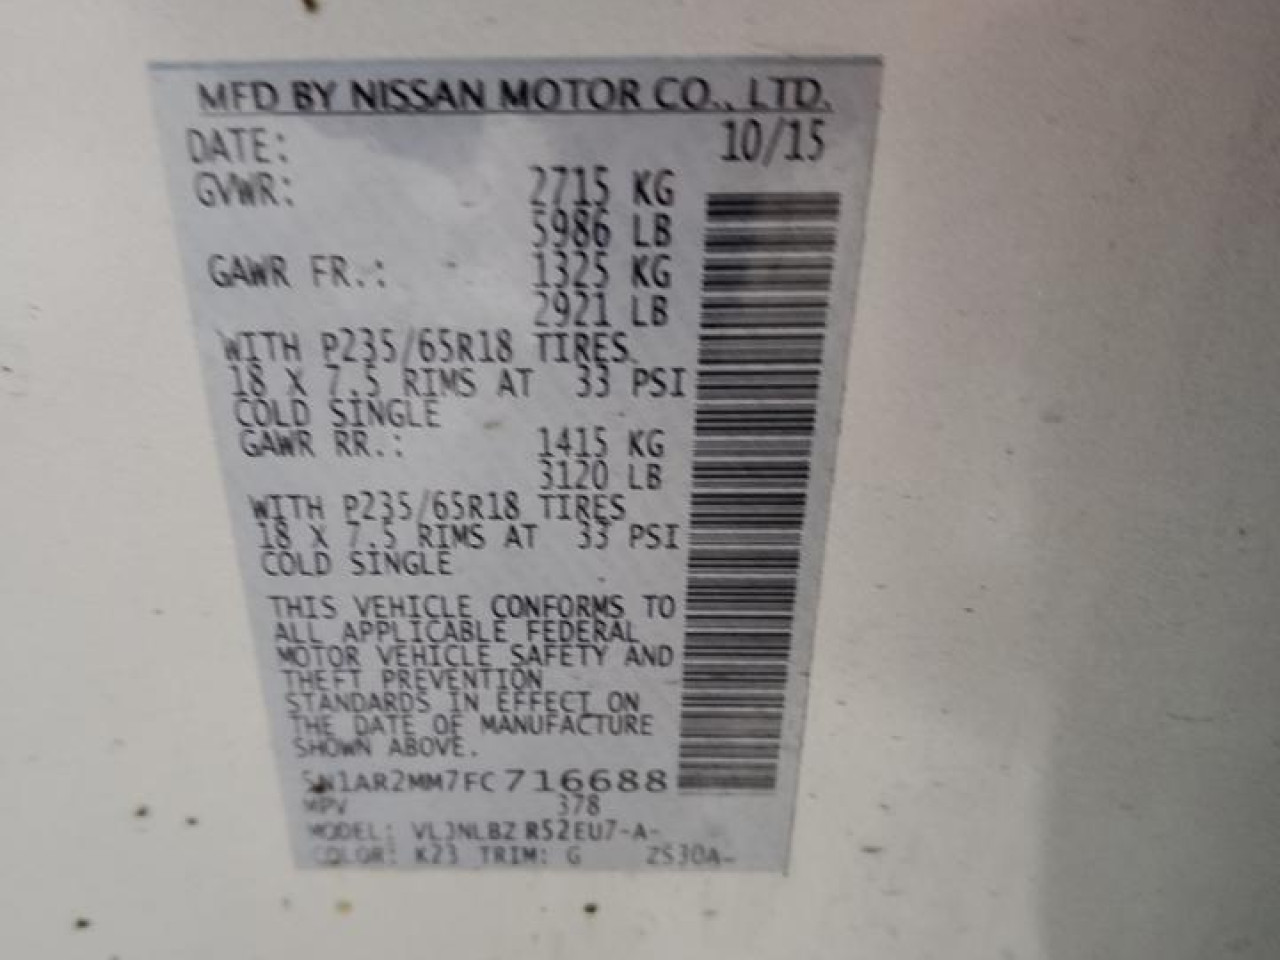 MFD BY NISSAN MOTOR CO., LTD.
DATE: 10/15
GVWR: 2715 KG
5986 LB
GAWR FR.: 1325 KG
2921 LB
WITH P235/65R18 TIRES
18 X 7.5 RIMS AT 33 PSI
COLD SINGLE
GAWR RR.: 1415 KG
3120 LB
WITH P235/65R18 TIRES
18 X 7.5 RIMS AT 33 PSI
COLD SINGLE
THIS VEHICLE CONFORMS TO
ALL APPLICABLE FEDERAL
MOTOR VEHICLE SAFETY AND
THEFT PREVENTION
STANDARDS IN EFFECT ON
THE DATE OF MANUFACTURE
SHOWN ABOVE.
5N1AR2MM7FC716688
MPV 378
MODEL: R52EU7-A-
COLOR: K23 TRIM: G